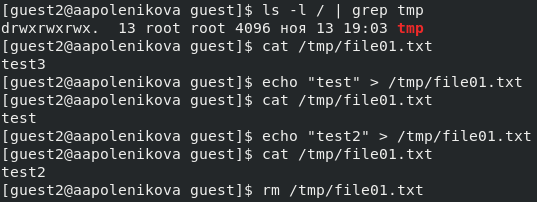 [guest2@aapolenikova guest]$ ls -l / | grep tmp
drwxrwxrwx.  13 root root 4096 ноя 13 19:03 tmp
[guest2@aapolenikova guest]$ cat /tmp/file01.txt
test3
[guest2@aapolenikova guest]$ echo "test" > /tmp/file01.txt
[guest2@aapolenikova guest]$ cat /tmp/file01.txt
test
[guest2@aapolenikova guest]$ echo "test2" > /tmp/file01.txt
[guest2@aapolenikova guest]$ cat /tmp/file01.txt
test2
[guest2@aapolenikova guest]$ rm /tmp/file01.txt